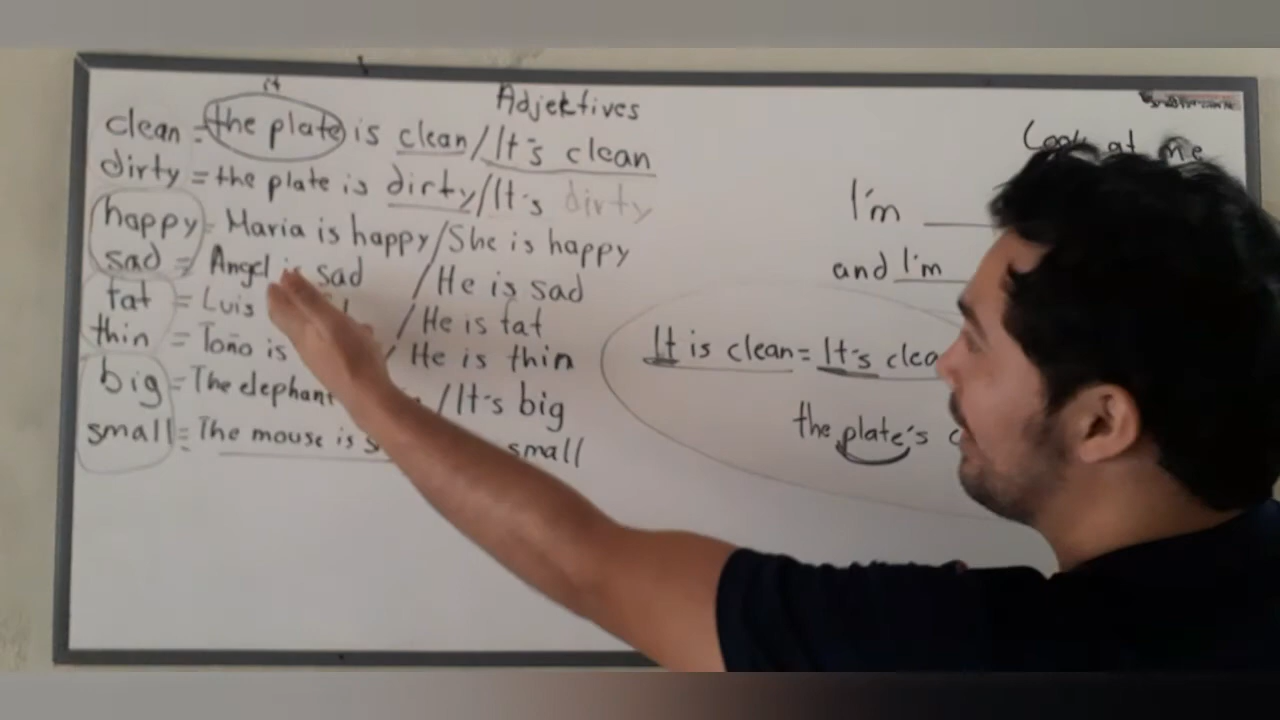 Adjektives
it
clean = the plate is clean/It's clean
dirty = the plate is dirty/It's dirty
happy = Maria is happy/She is happy
sad = Angel is sad / He is sad
fat = Luis / He is fat
thin = Toño is / He is thin
big = The elephant / It's big
small = The mouse is small
Look at me
I'm
and I'm
It is clean = It's clea
the plate's c